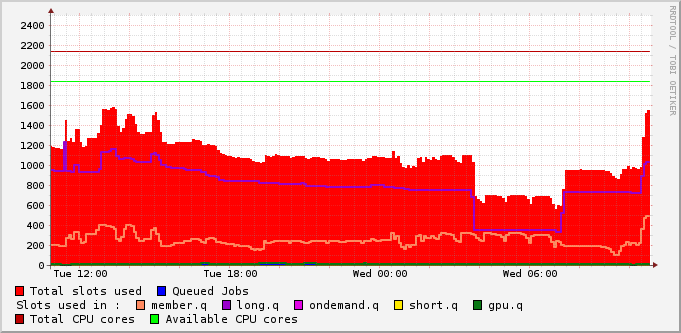 2400
2200
2000
1800
1600
1400
1200
1000
800
600
400
200
0
Tue 12:00 Tue 18:00 Wed 00:00 Wed 06:00
Total slots used Queued Jobs
Slots used in : member.q long.q ondemand.q short.q gpu.q
Total CPU cores Available CPU cores
RRDTOOL / TOBI OETIKER